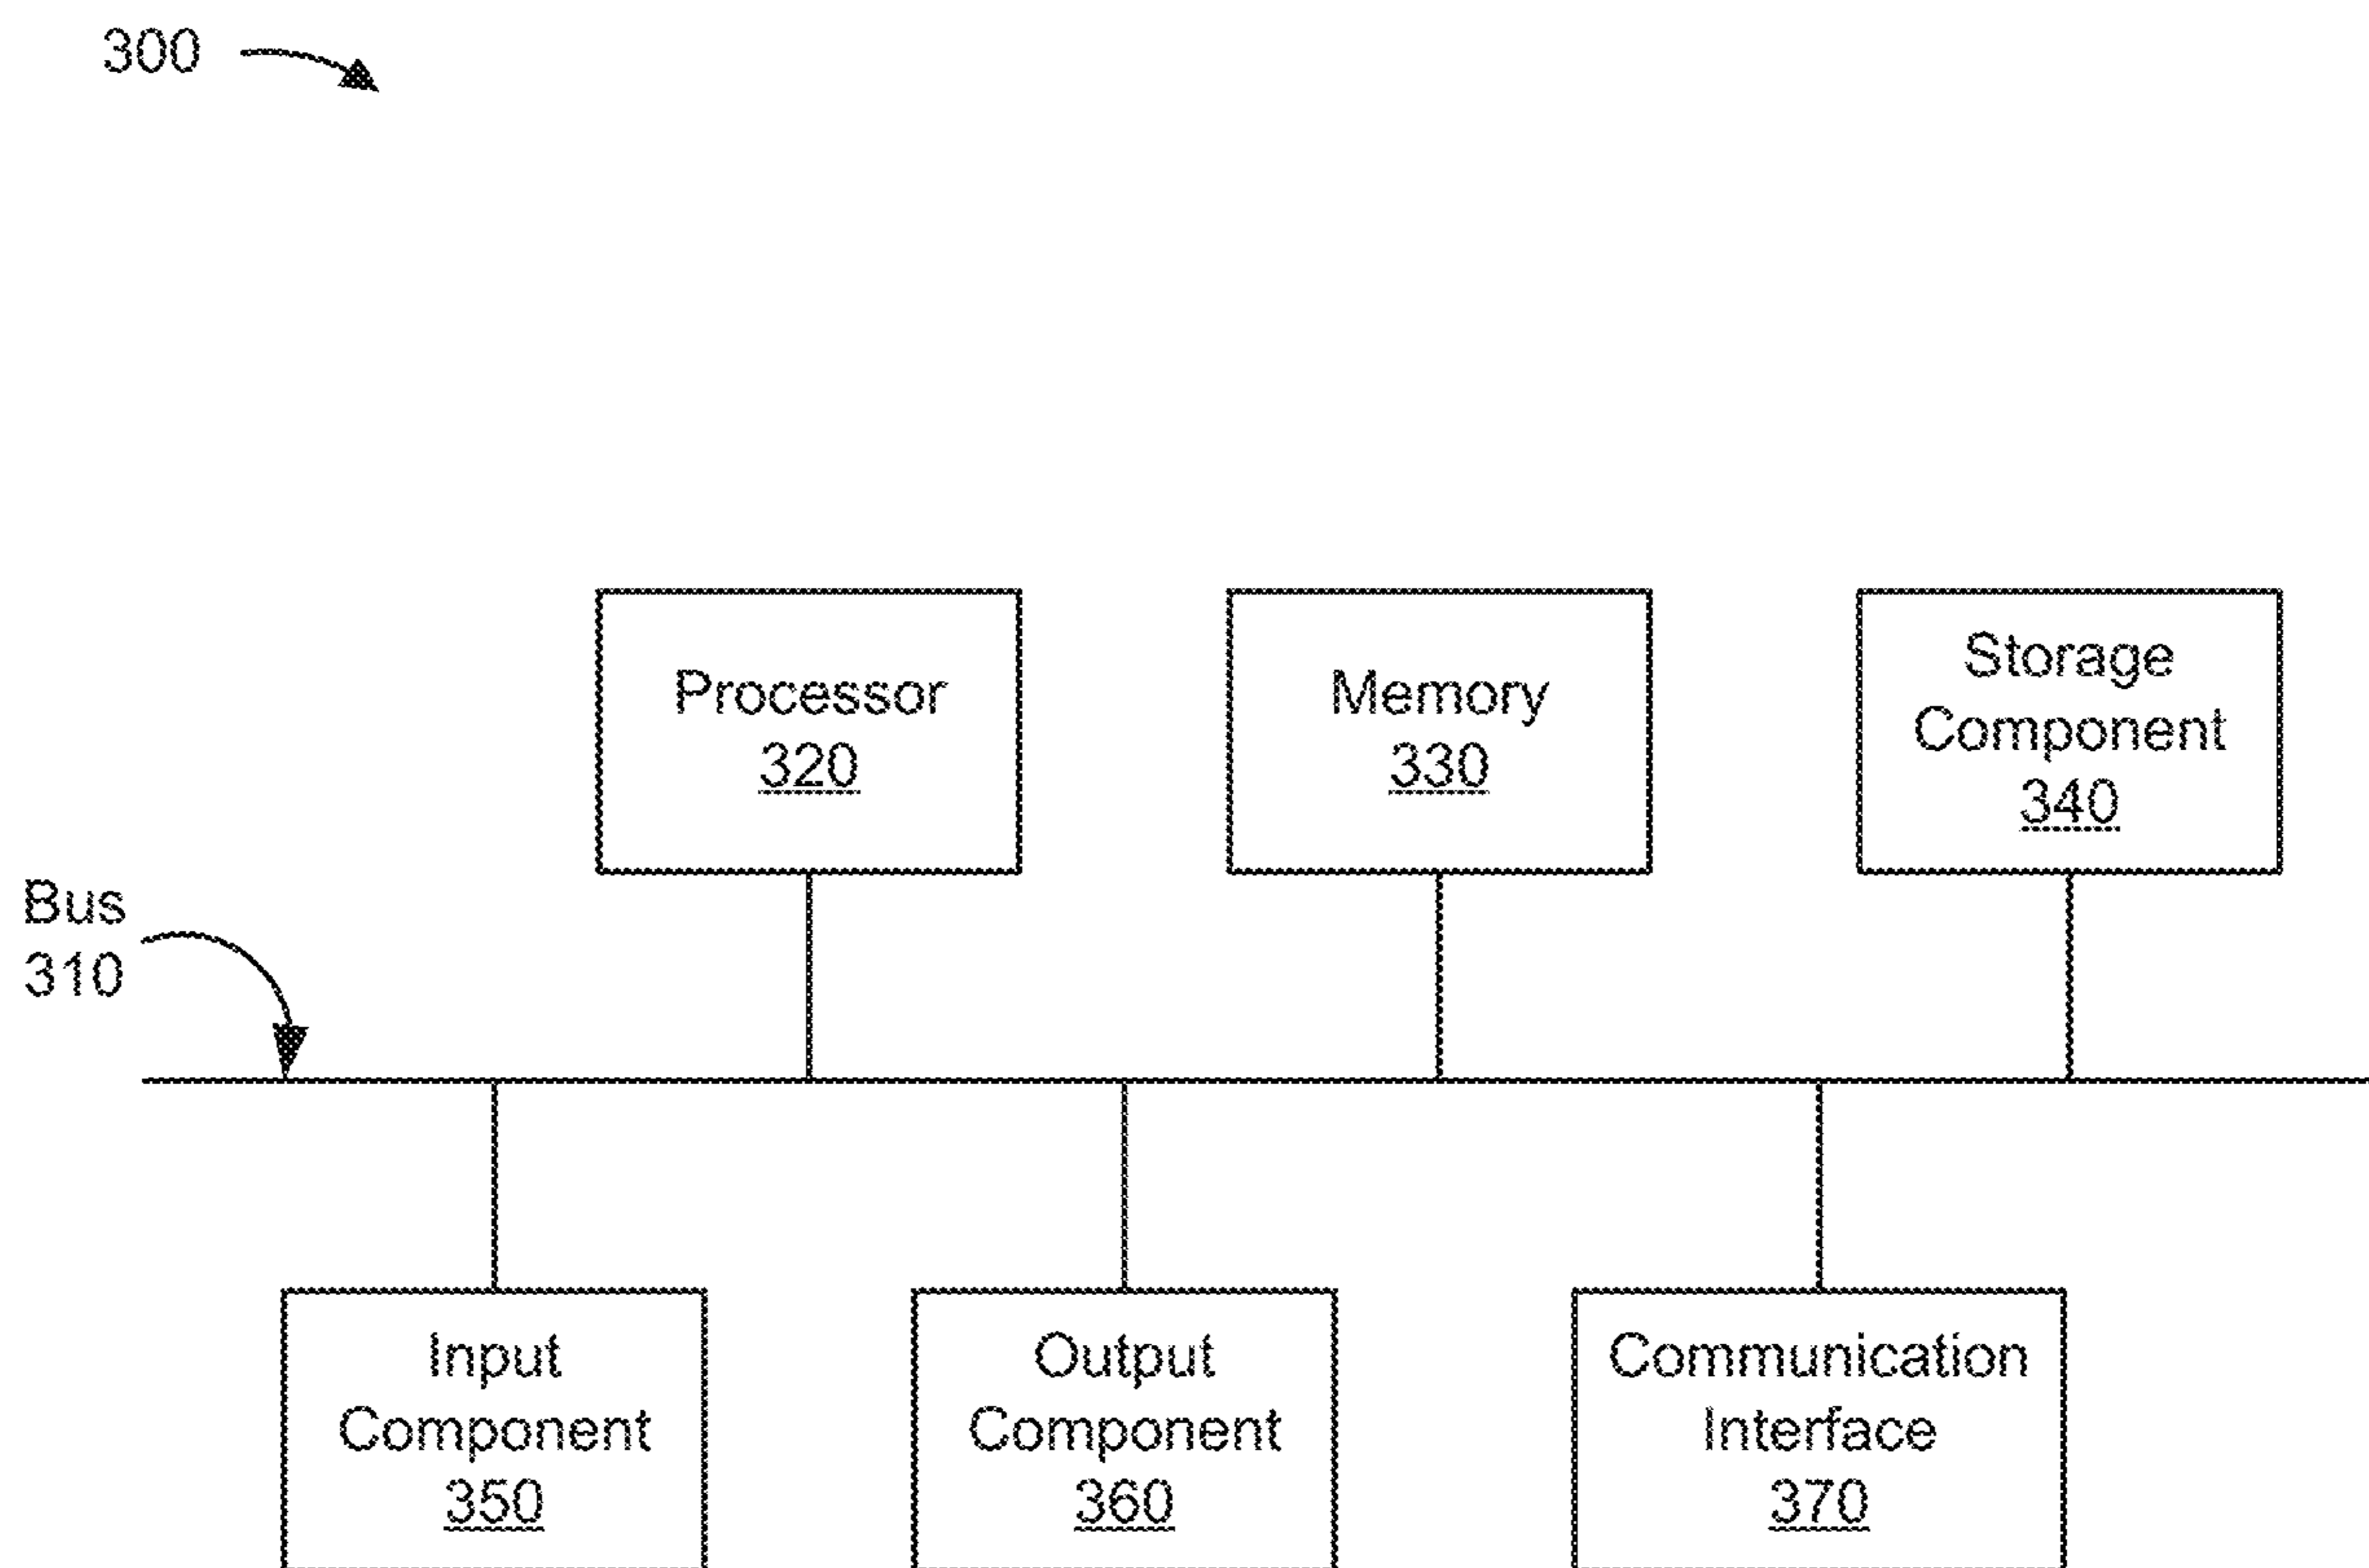 300
Processor
320
Memory
330
Storage
Component
340
Bus
310
Input
Component
350
Output
Component
360
Communication
Interface
370